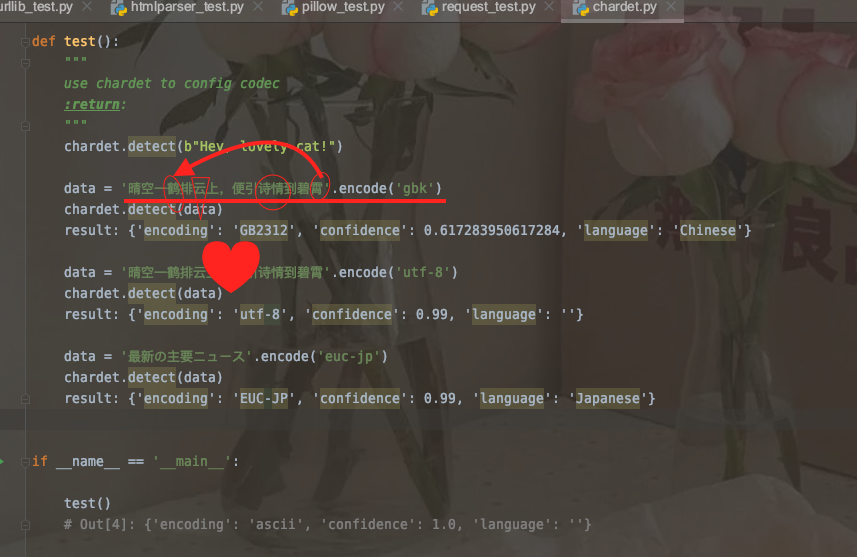 urllib_test.py htmlparser_test.py pillow_test.py request_test.py chardet.py
def test():
"""
use chardet to config codec
:return:
"""
chardet.detect(b"Hey, lovely cat!")
data = '晴空一鹤排云上，便引诗情到碧霄'.encode('gbk')
chardet.detect(data)
result: {'encoding': 'GB2312', 'confidence': 0.617283950617284, 'language': 'Chinese'}
data = '晴空一鹤排云 引诗情到碧霄'.encode('utf-8')
chardet.detect(data)
result: {'encoding': 'utf-8', 'confidence': 0.99, 'language': ''}
data = '最新の主要ニュース'.encode('euc-jp')
chardet.detect(data)
result: {'encoding': 'EUC-JP', 'confidence': 0.99, 'language': 'Japanese'}
if __name__ == '__main__':
test()
# Out[4]: {'encoding': 'ascii', 'confidence': 1.0, 'language': ''}
良